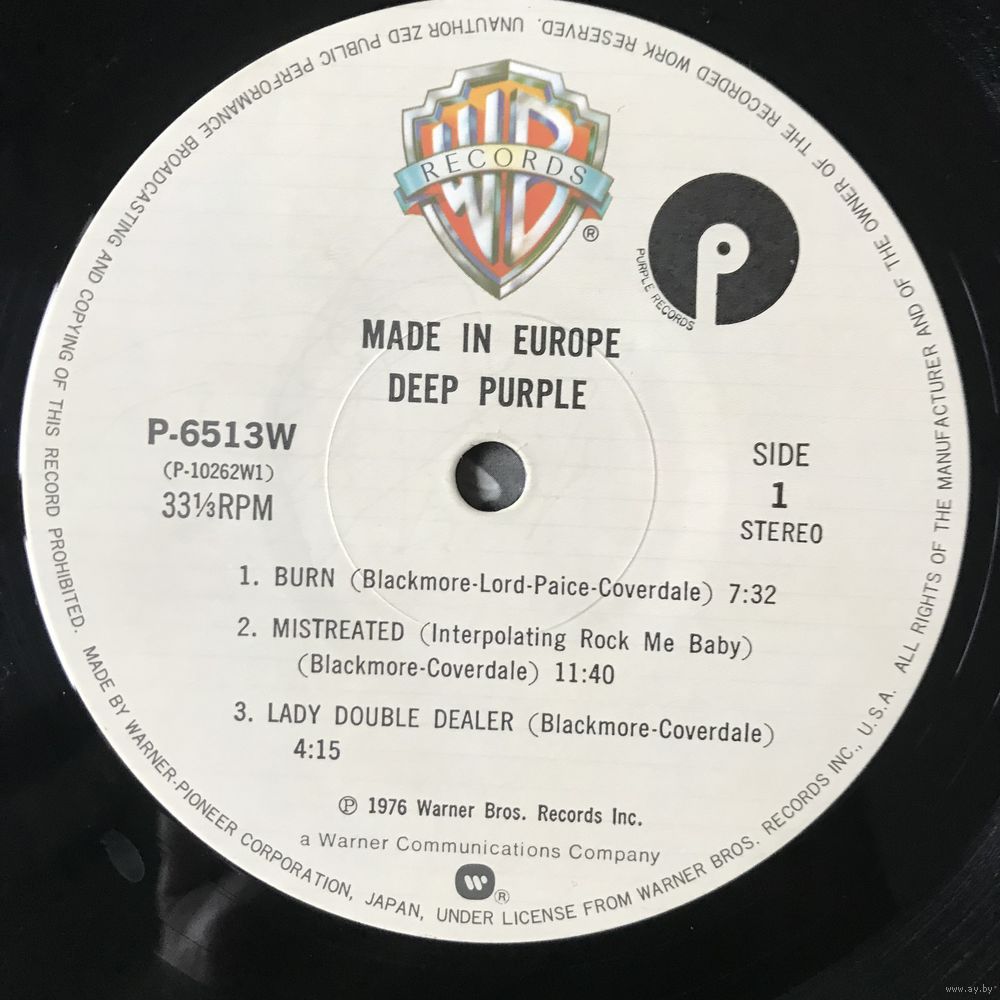 WB
RECORDS
®
P
PURPLE RECORDS
MADE IN EUROPE
DEEP PURPLE
P-6513W
(P-10262W1)
33⅓RPM
SIDE
1
STEREO
1. BURN (Blackmore-Lord-Paice-Coverdale) 7:32
2. MISTREATED (Interpolating Rock Me Baby)
(Blackmore-Coverdale) 11:40
3. LADY DOUBLE DEALER (Blackmore-Coverdale)
4:15
℗ 1976 Warner Bros. Records Inc.
a Warner Communications Company
®
MADE BY WARNER-PIONEER CORPORATION, JAPAN, UNDER LICENSE FROM WARNER BROS. RECORDS INC., U.S.A. ALL RIGHTS OF THE MANUFACTURER AND OF THE OWNER OF THE RECORDED WORK RESERVED. UNAUTHOR ZED PUBLIC PERFORMANCE BROADCASTING AND COPYING OF THIS RECORD PROHIBITED.
www.ay.by